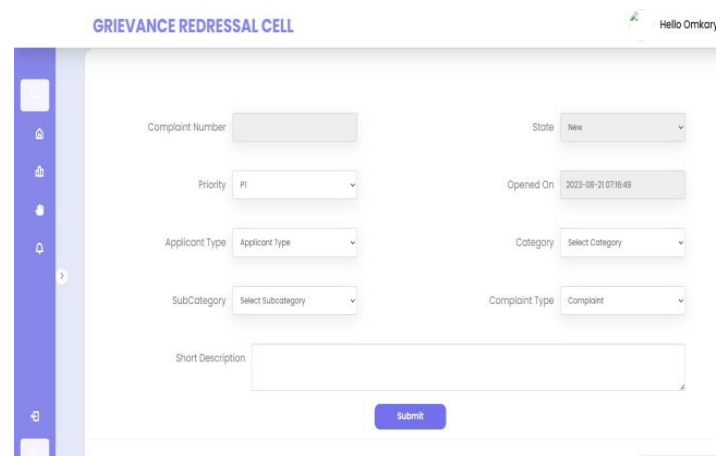 GRIEVANCE REDRESSAL CELL Hello Omkary
Complaint Number State New
Priority P1 Opened On 2023-08-21 07:16:49
Applicant Type Applicant Type Category Select Category
SubCategory Select Subcategory Complaint Type Complaint
Short Description
Submit